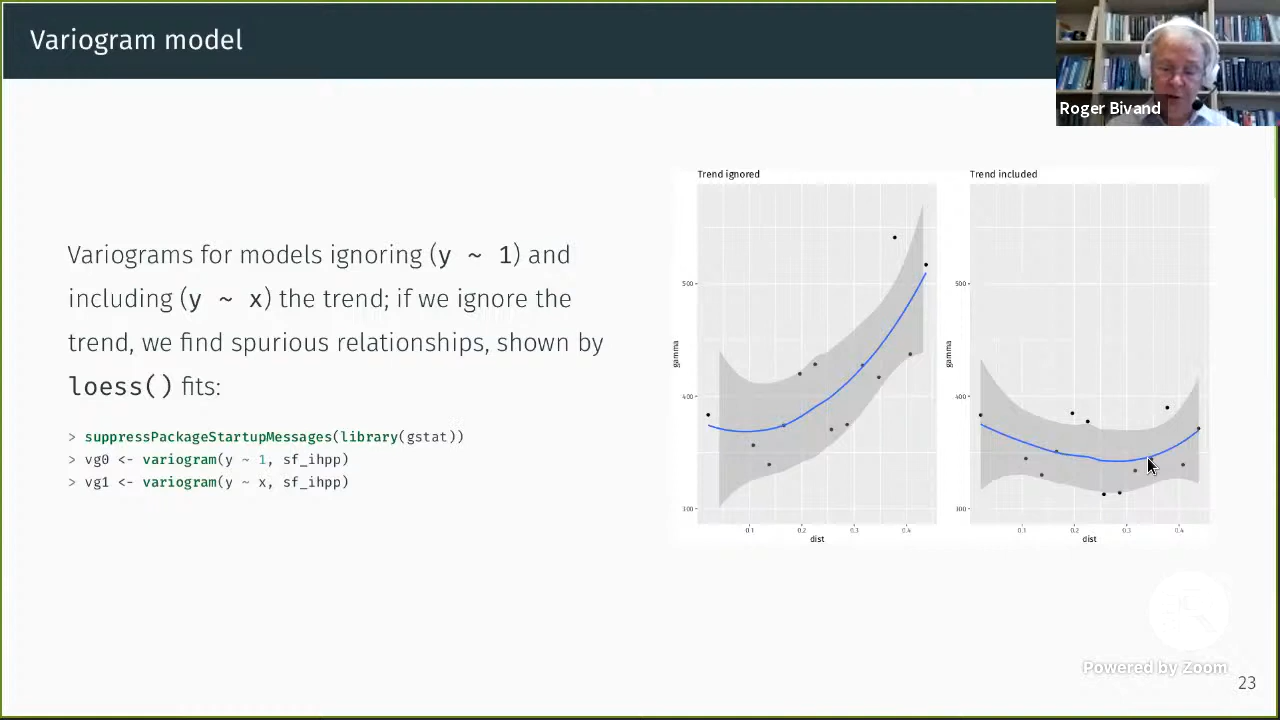 Variogram model
Roger Bivand
Variograms for models ignoring (y ~ 1) and
including (y ~ x) the trend; if we ignore the
trend, we find spurious relationships, shown by
loess() fits:
> suppressPackageStartupMessages(library(gstat))
> vg0 <- variogram(y ~ 1, sf_ihpp)
> vg1 <- variogram(y ~ x, sf_ihpp)
Trend ignored
gamma
500
400
300
0.1 0.2 0.3 0.4
dist
Trend included
gamma
500
400
300
0.1 0.2 0.3 0.4
dist
Powered by Zoom
23